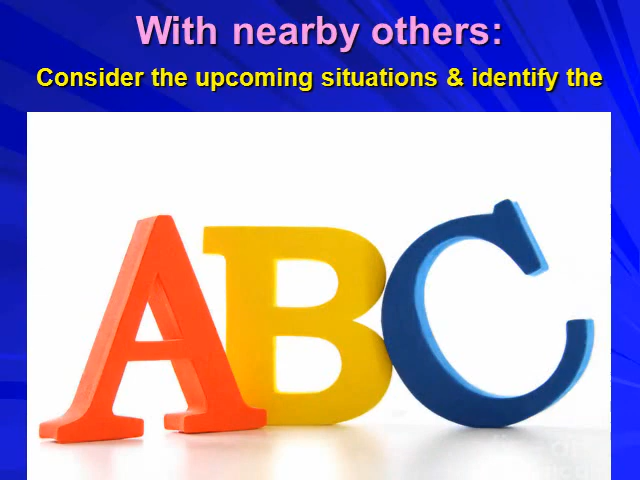 With nearby others:
Consider the upcoming situations & identify the
ABC